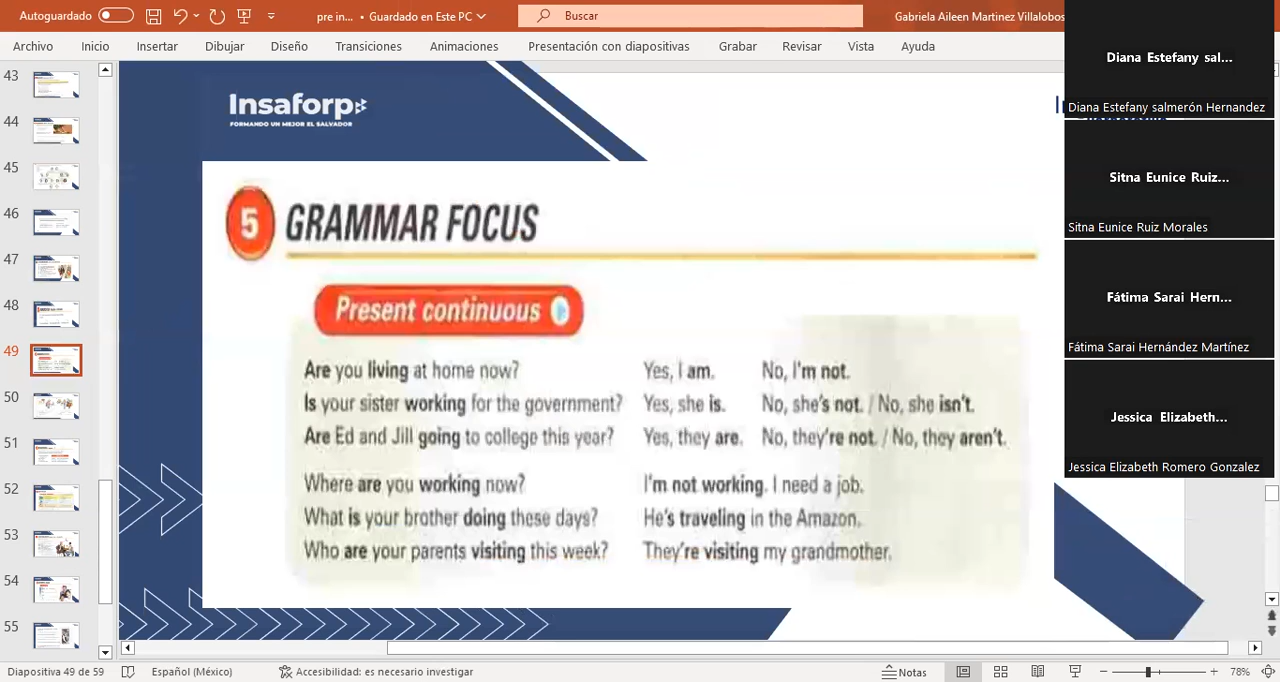 Autoguardado
pre in... • Guardado en Este PC
Buscar
Gabriela Aileen Martinez Villalobos
Archivo Inicio Insertar Dibujar Diseño Transiciones Animaciones Presentación con diapositivas Grabar Revisar Vista Ayuda
Diana Estefany sal...
Diana Estefany salmerón Hernandez
Sitna Eunice Ruiz...
Sitna Eunice Ruiz Morales
Fátima Sarai Hern...
Fátima Sarai Hernández Martínez
Jessica Elizabeth...
Jessica Elizabeth Romero Gonzalez
43
44
45
46
47
48
49
50
51
52
53
54
55
Insaforp
FORMANDO UN MEJOR EL SALVADOR
5 GRAMMAR FOCUS
Present continuous
Are you living at home now? Yes, I am. No, I'm not.
Is your sister working for the government? Yes, she is. No, she's not. / No, she isn't.
Are Ed and Jill going to college this year? Yes, they are. No, they're not. / No, they aren't.
Where are you working now? I'm not working. I need a job.
What is your brother doing these days? He's traveling in the Amazon.
Who are your parents visiting this week? They're visiting my grandmother.
Diapositiva 49 de 59 Español (México) Accesibilidad: es necesario investigar Notas 78%